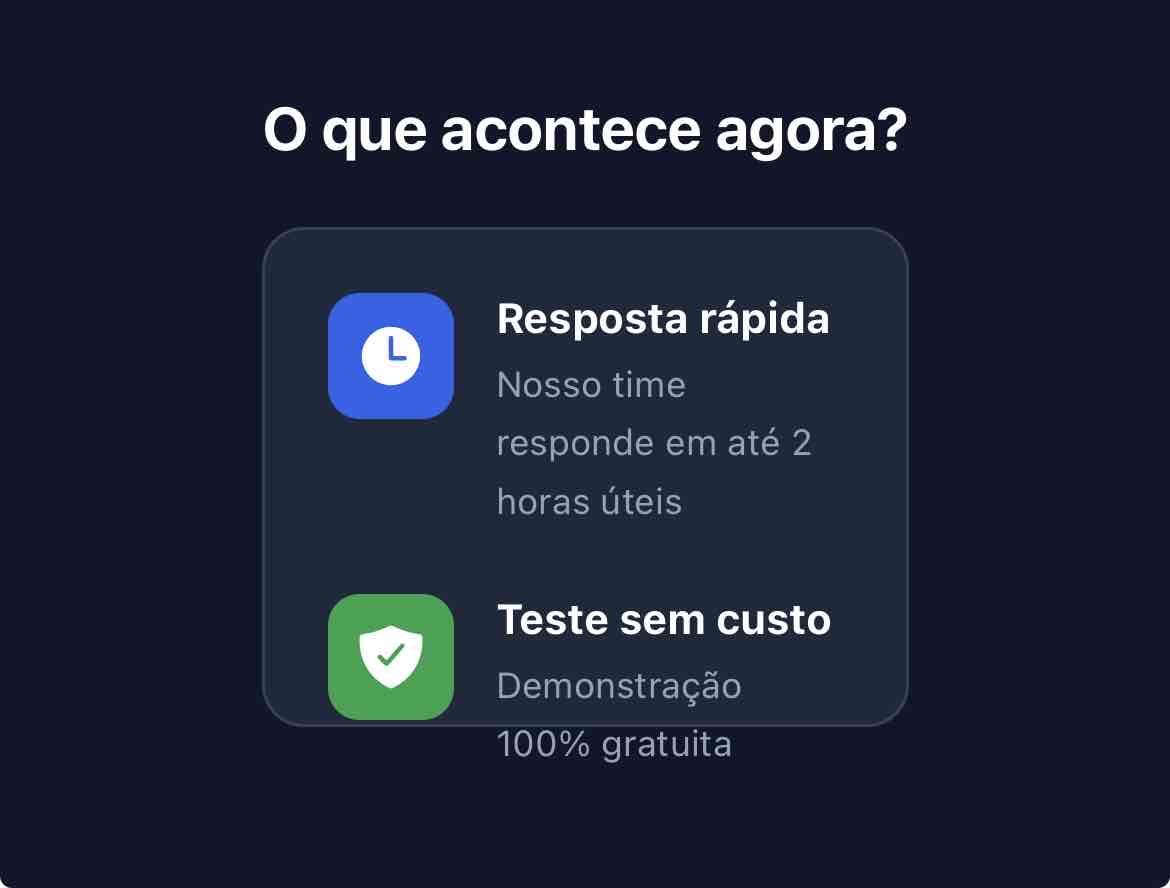 O que acontece agora?
Resposta rápida
Nosso time
responde em até 2
horas úteis
Teste sem custo
Demonstração
100% gratuita